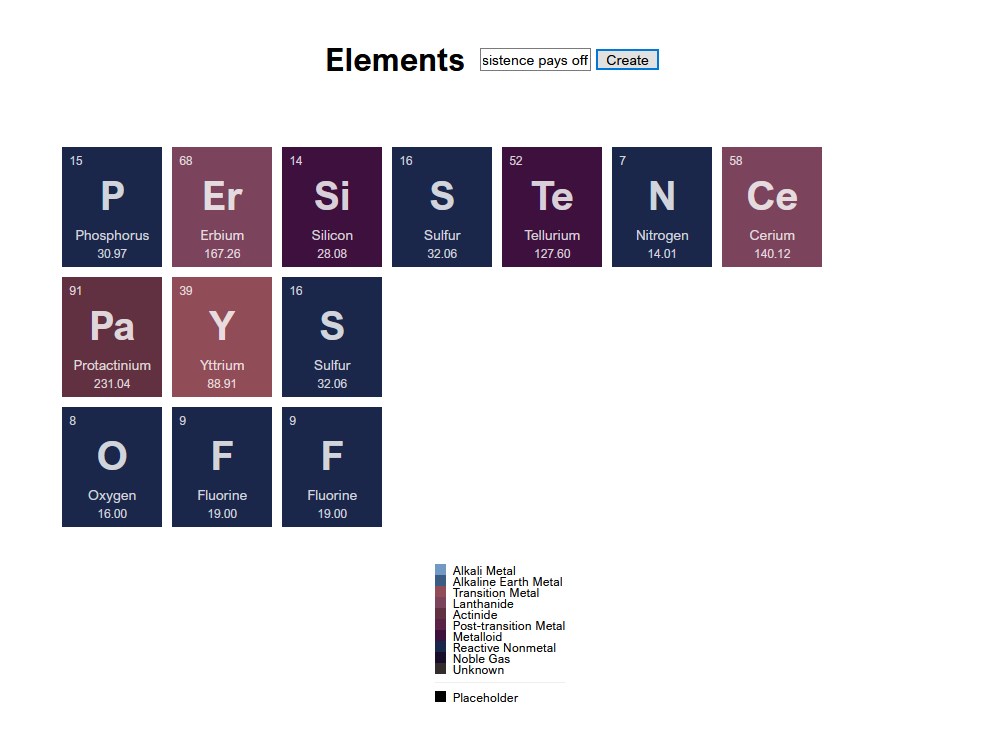 Elements sistence pays off Create
15 68 14 16 52 7 58
P Er Si S Te N Ce
Phosphorus Erbium Silicon Sulfur Tellurium Nitrogen Cerium
30.97 167.26 28.08 32.06 127.60 14.01 140.12
91 39 16
Pa Y S
Protactinium Yttrium Sulfur
231.04 88.91 32.06
8 9 9
O F F
Oxygen Fluorine Fluorine
16.00 19.00 19.00
Alkali Metal
Alkaline Earth Metal
Transition Metal
Lanthanide
Actinide
Post-transition Metal
Metalloid
Reactive Nonmetal
Noble Gas
Unknown
Placeholder